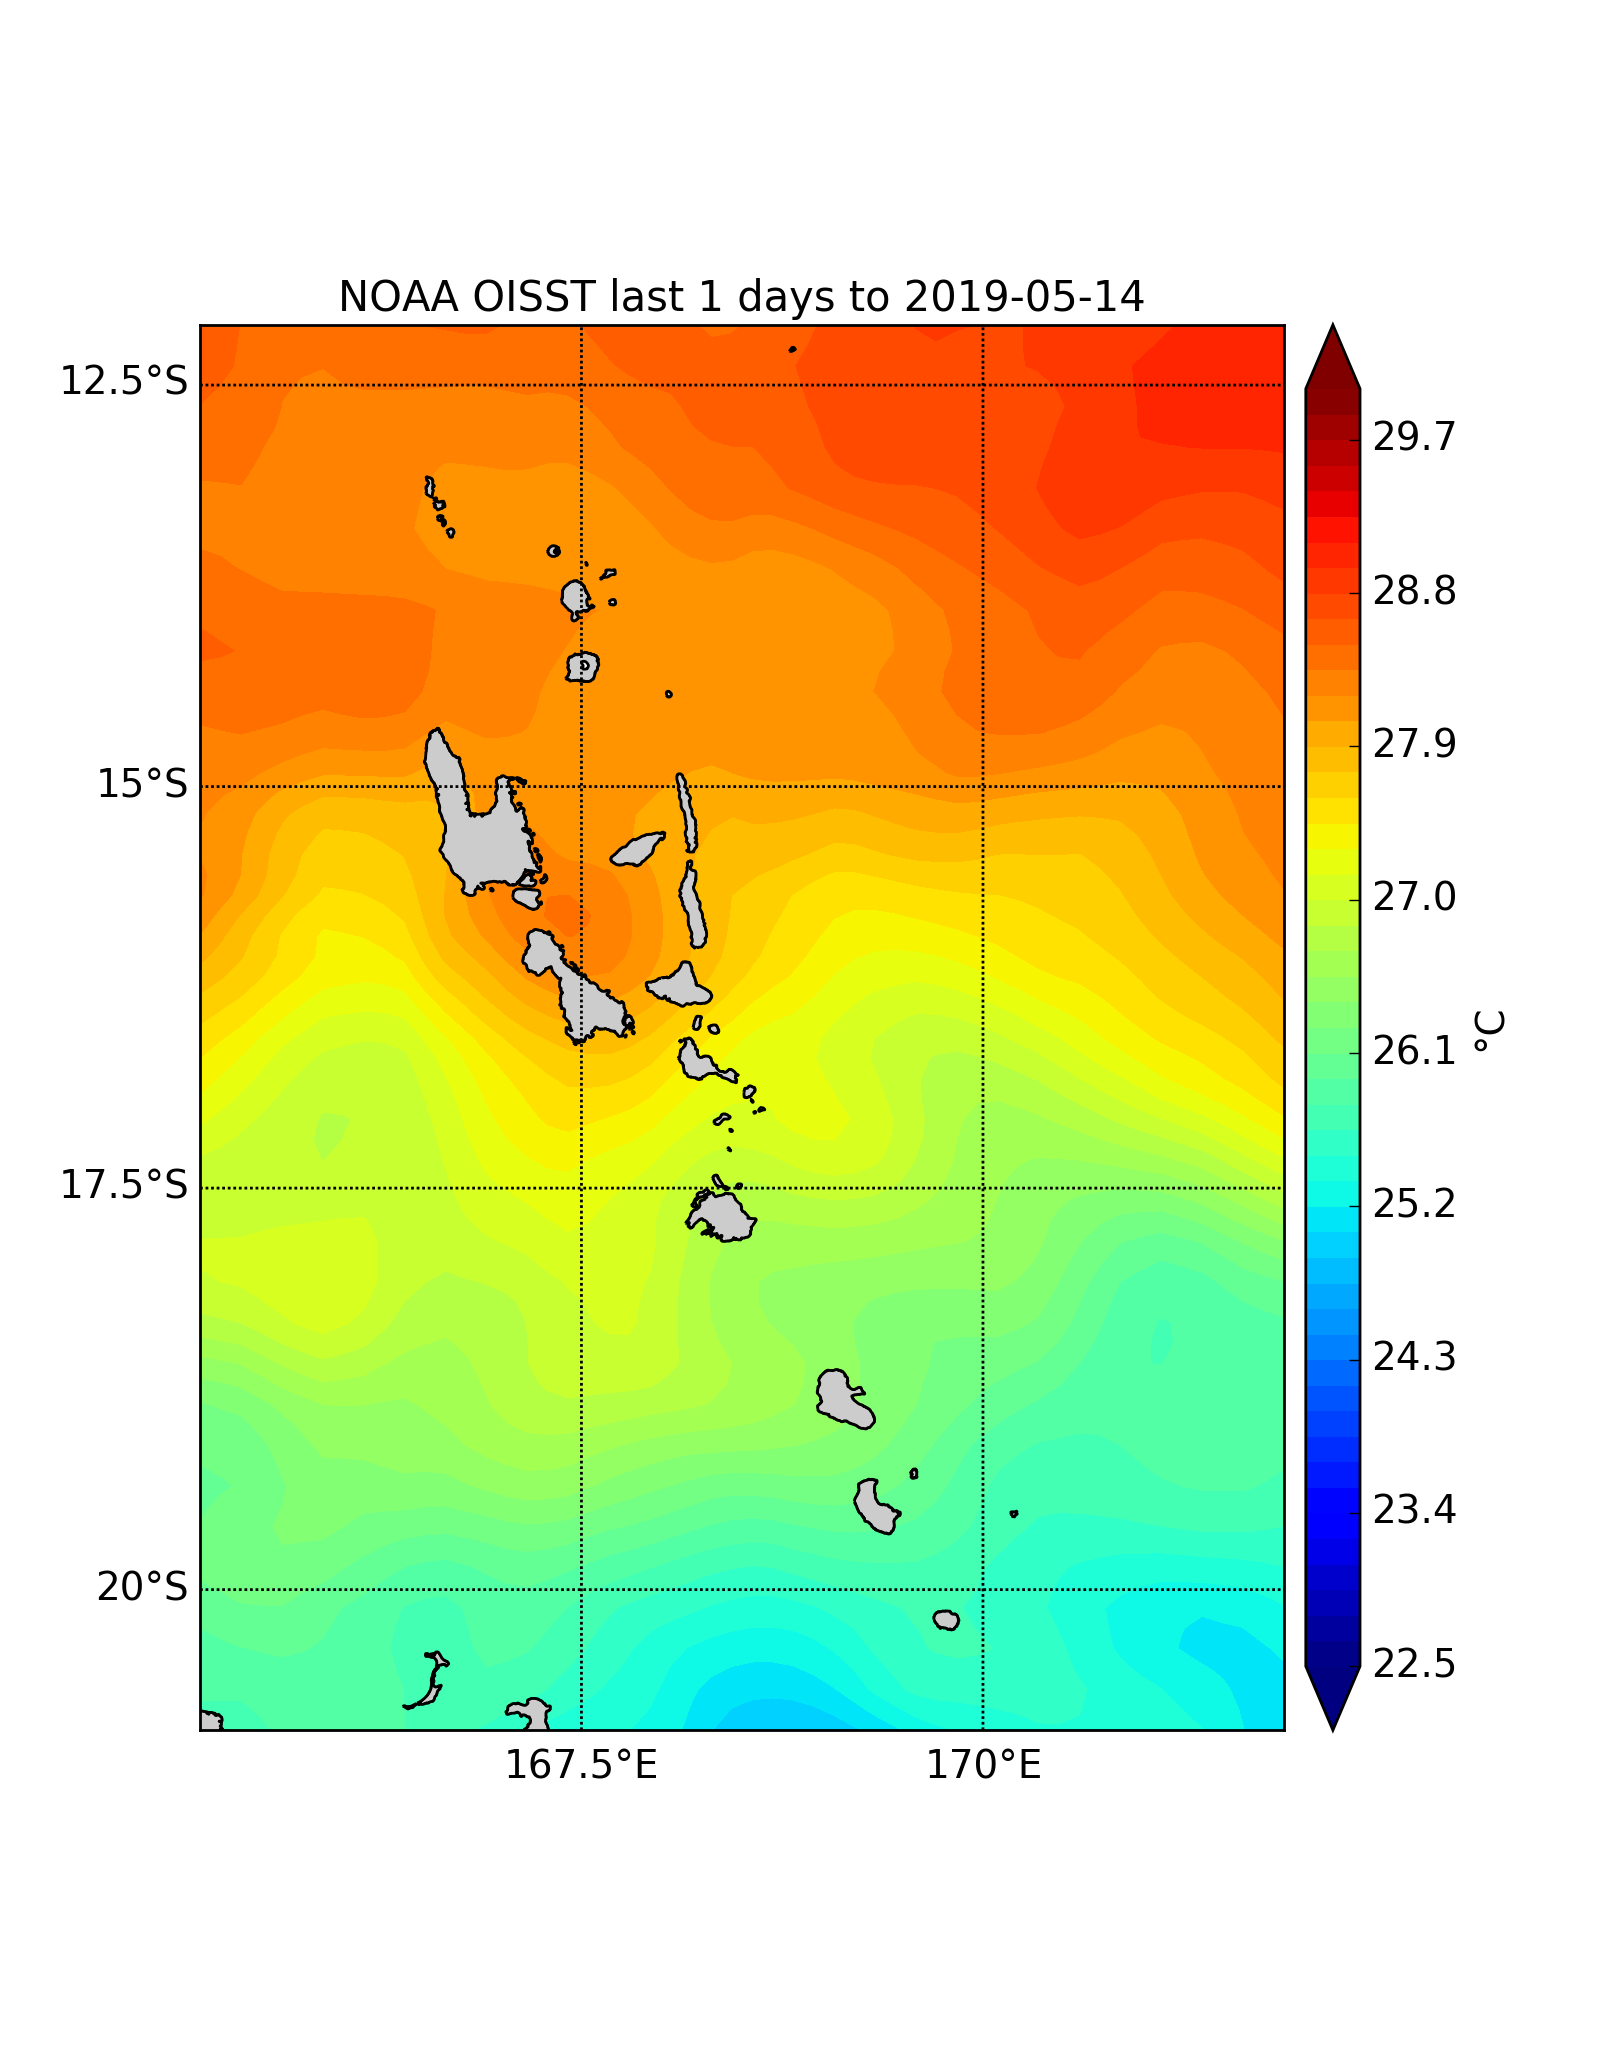 NOAA OISST last 1 days to 2019-05-14
12.5°S
15°S
17.5°S
20°S
167.5°E
170°E
29.7
28.8
27.9
27.0
26.1
25.2
24.3
23.4
22.5
°C